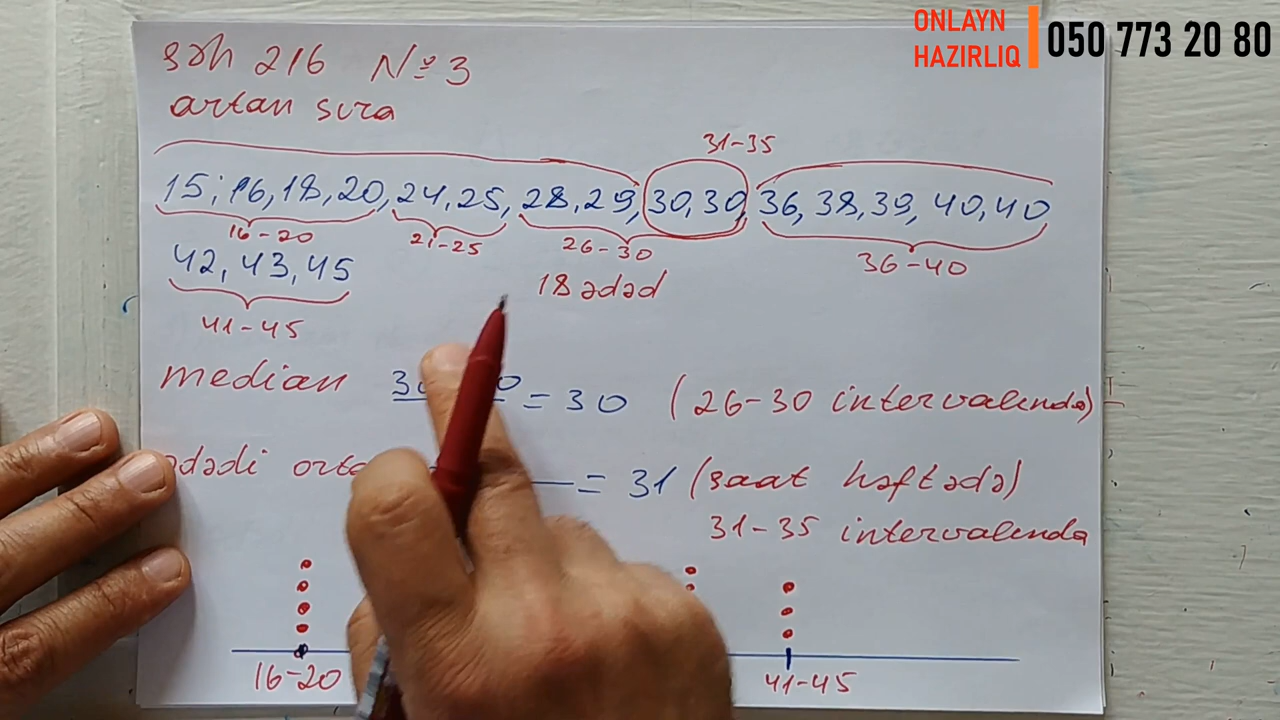 ONLAYN
HAZIRLIQ
050 773 20 80
səh 216 №3
artan sıra
31-35
15; 16, 18, 20, 24, 25, 28, 29, 30, 30, 36, 38, 39, 40, 40
16-20 21-25 26-30 36-40
42, 43, 45
18 ədəd
41-45
median = 30 (26-30 intervalında)
ədədi = 31 (saat həftədə)
31-35 intervalında
16-20 41-45